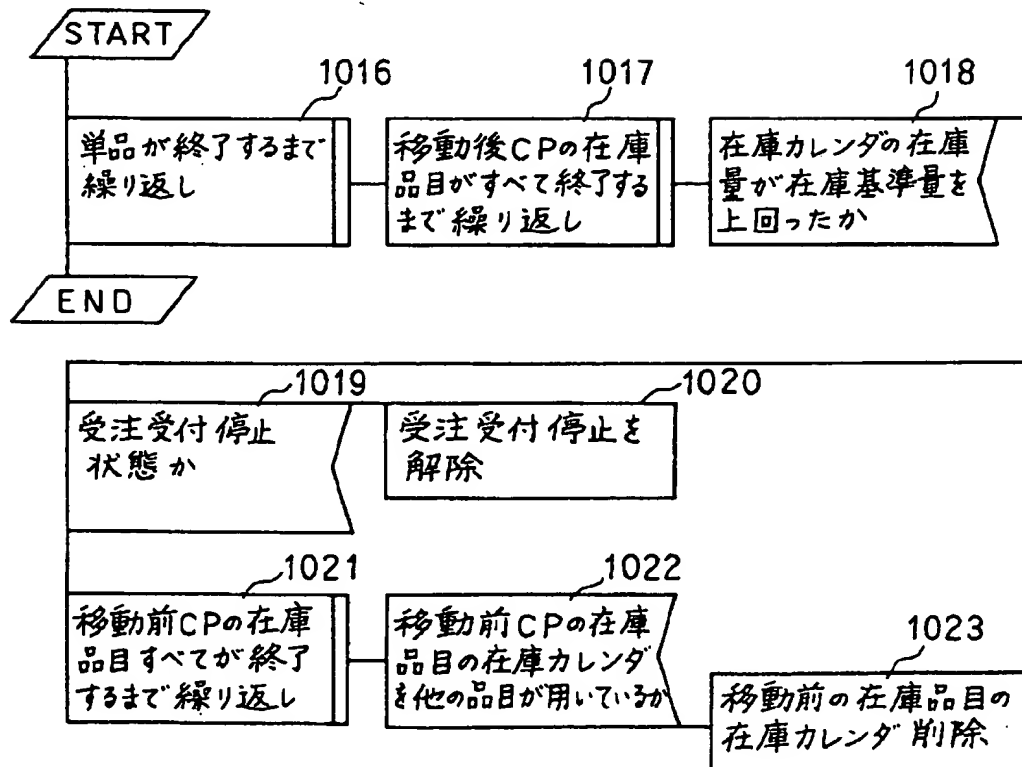 START
1016
1017
1018
単品が終了するまで
繰り返し
移動後CPの在庫
品目がすべて終了する
まで繰り返し
在庫カレンダの在庫
量が在庫基準量を
上回ったか
END
1019
1020
受注受付停止
状態か
受注受付停止を
解除
1021
1022
1023
移動前CPの在庫
品目すべてが終了
するまで繰り返し
移動前CPの在庫
品目の在庫カレンダ
を他の品目が用いているか
移動前の在庫品目の
在庫カレンダ削除